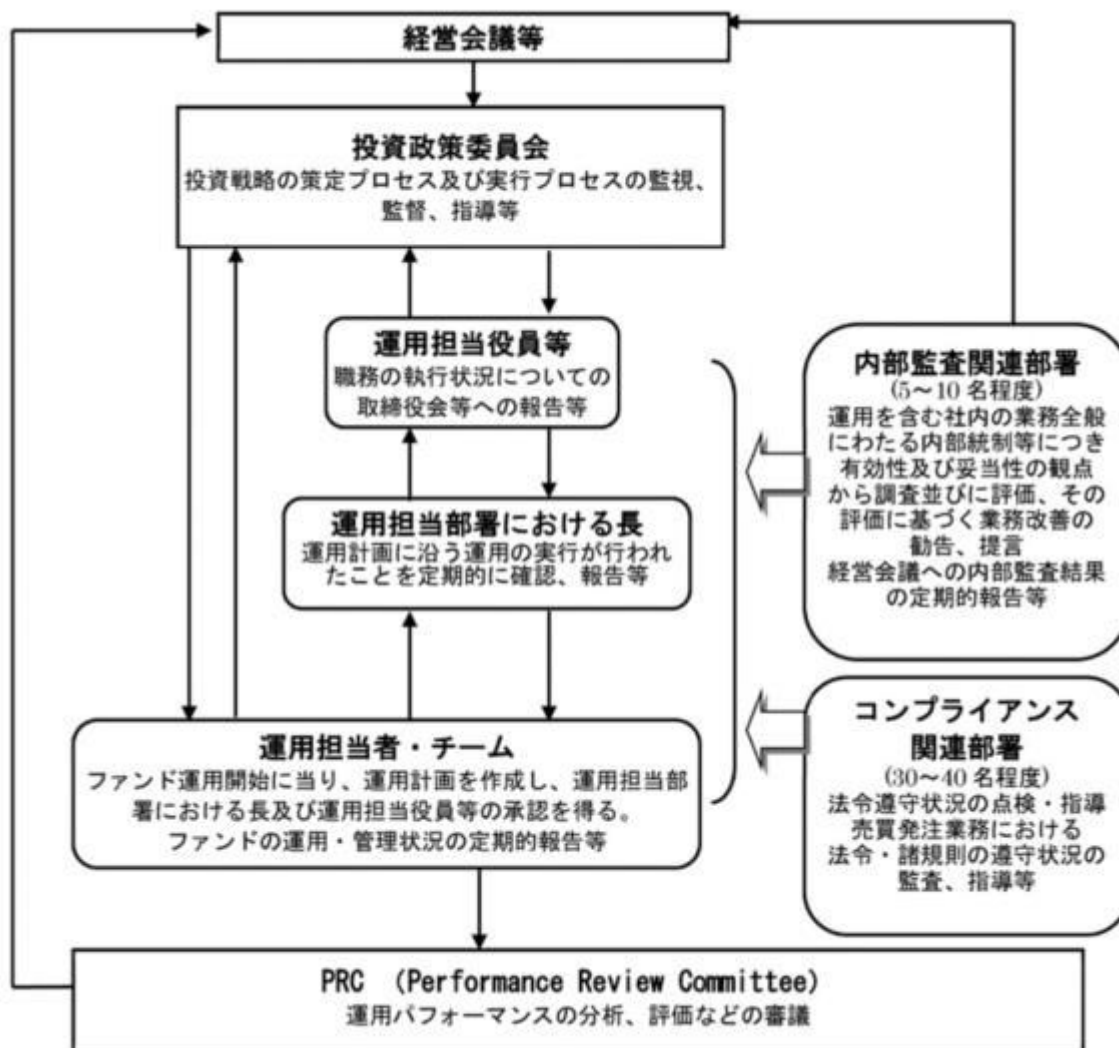 経営会議等
投資政策委員会
投資戦略の策定プロセス及び実行プロセスの監視、
監督、指導等
運用担当役員等
職務の執行状況についての
取締役会等への報告等
運用担当部署における長
運用計画に沿う運用の実行が行われ
たことを定期的に確認、報告等
運用担当者・チーム
ファンド運用開始に当り、運用計画を作成し、運用担当部
署における長及び運用担当役員等の承認を得る。
ファンドの運用・管理状況の定期的報告等
内部監査関連部署
(5～10 名程度)
運用を含む社内の業務全般
にわたる内部統制等につき
有効性及び妥当性の観点
から調査並びに評価、その
評価に基づく業務改善の
勧告、提言
経営会議への内部監査結果
の定期的報告等
コンプライアンス
関連部署
(30～40 名程度)
法令遵守状況の点検・指導
売買発注業務における
法令・諸規則の遵守状況の
監査、指導等
PRC （Performance Review Committee）
運用パフォーマンスの分析、評価などの審議